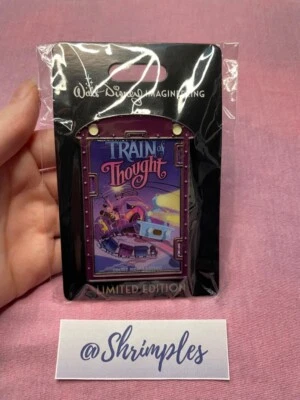 Walt Disney IMAGINEERING
TRAIN of
Thought
LIMITED EDITION
@Shrimples